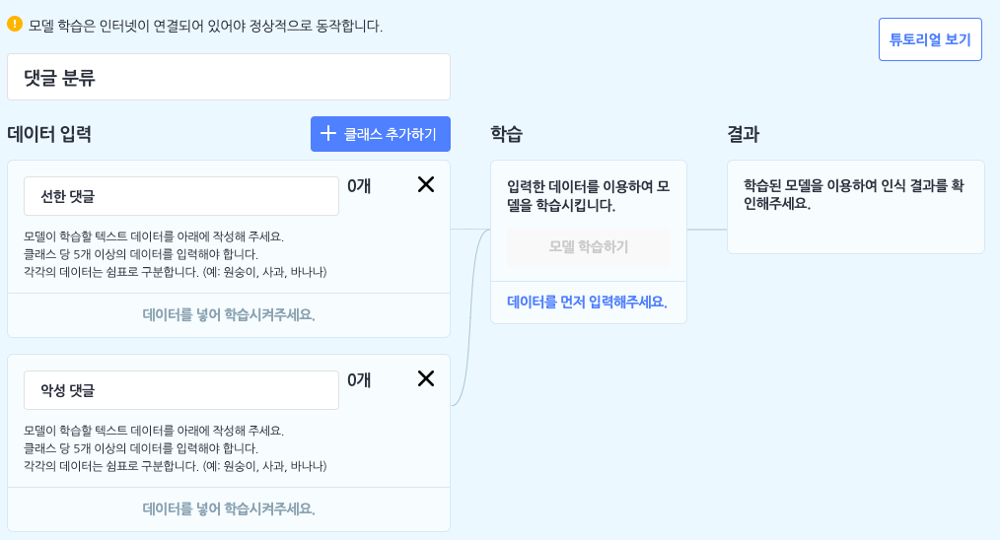 모델 학습은 인터넷이 연결되어 있어야 정상적으로 동작합니다.
튜토리얼 보기
댓글 분류
데이터 입력
클래스 추가하기
선한 댓글
0개
모델이 학습할 텍스트 데이터를 아래에 작성해 주세요.
클래스 당 5개 이상의 데이터를 입력해야 합니다.
각각의 데이터는 쉼표로 구분합니다. (예: 원숭이, 사과, 바나나)
데이터를 넣어 학습시켜주세요.
악성 댓글
0개
모델이 학습할 텍스트 데이터를 아래에 작성해 주세요.
클래스 당 5개 이상의 데이터를 입력해야 합니다.
각각의 데이터는 쉼표로 구분합니다. (예: 원숭이, 사과, 바나나)
데이터를 넣어 학습시켜주세요.
학습
입력한 데이터를 이용하여 모
델을 학습시킵니다.
모델 학습하기
데이터를 먼저 입력해주세요.
결과
학습된 모델을 이용하여 인식 결과를 확
인해주세요.